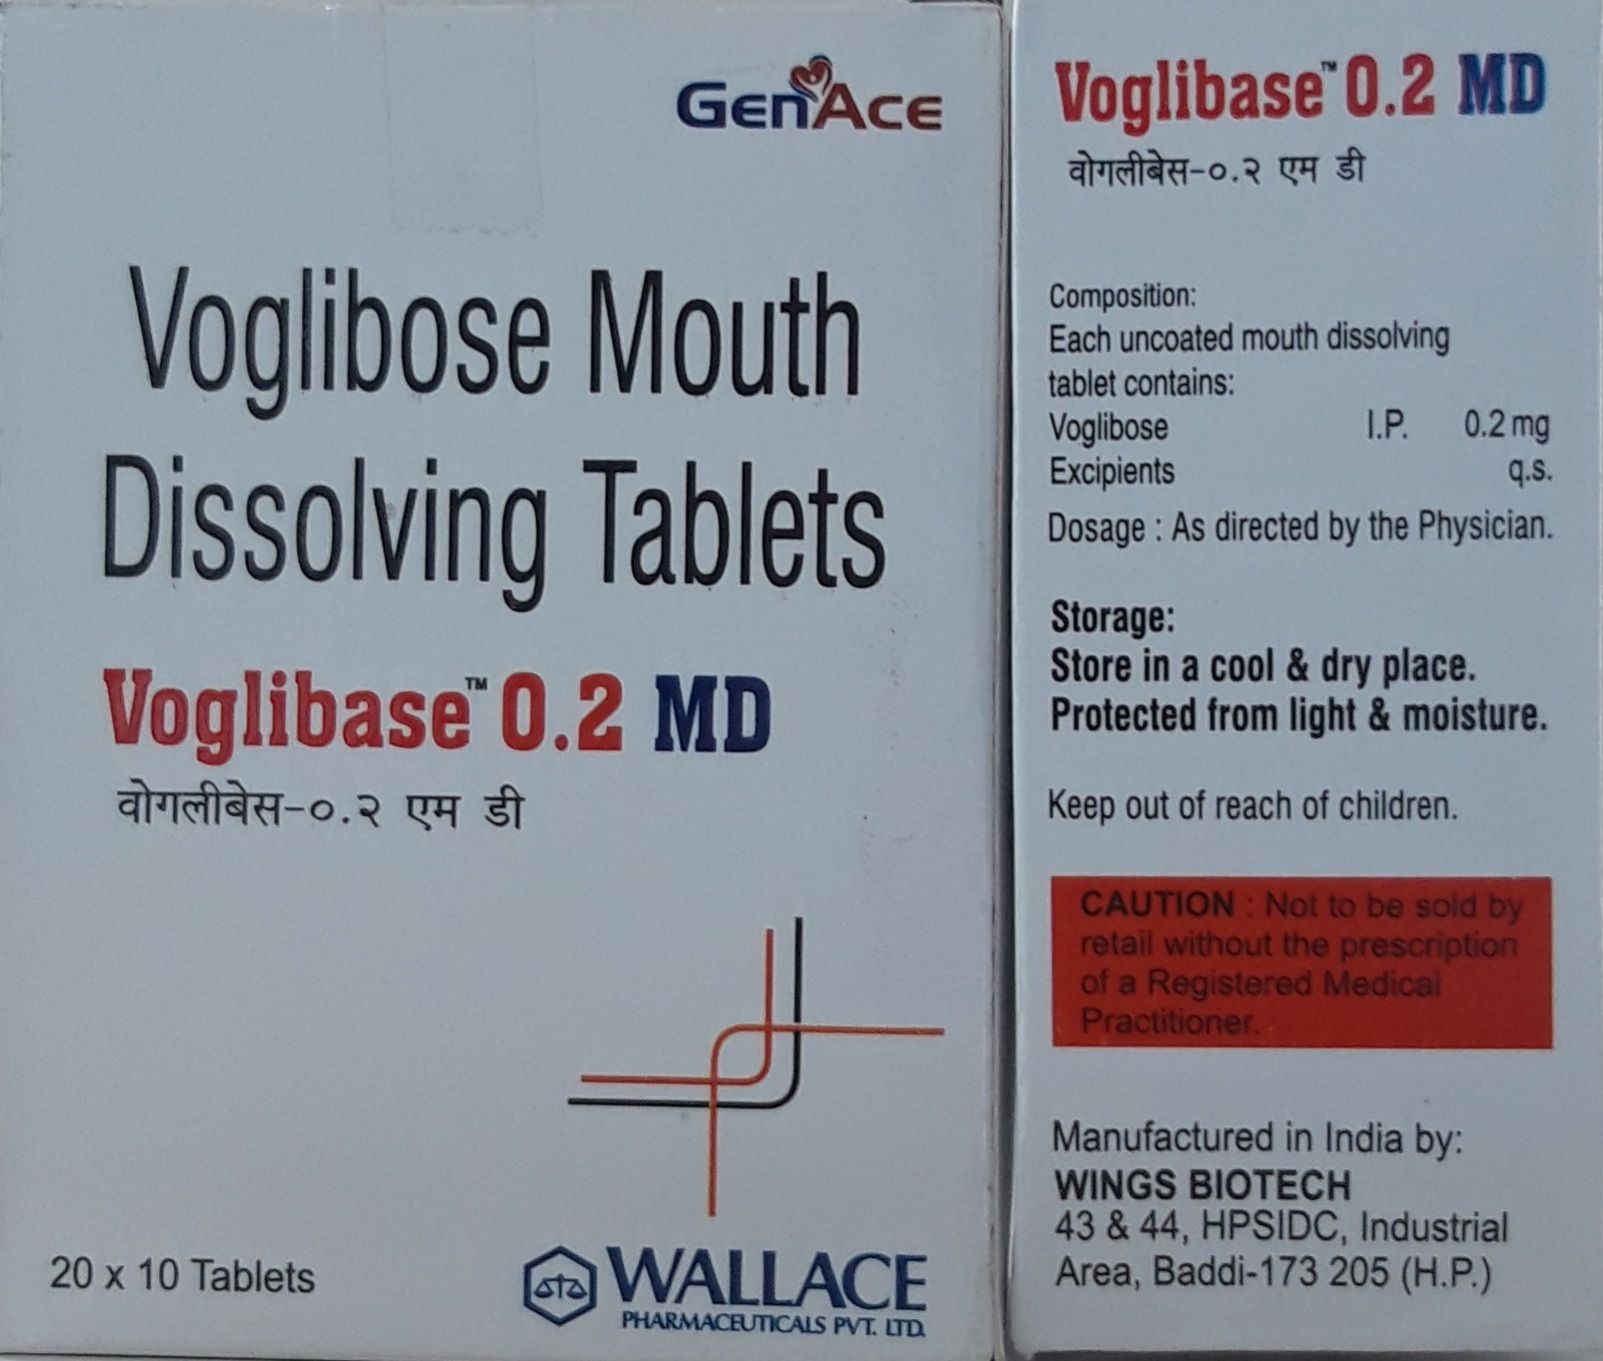 GenAce
Voglibose Mouth
Dissolving Tablets
Voglibase™ 0.2 MD
वोगलीबेस-०.२ एम डी
20 x 10 Tablets
WALLACE
PHARMACEUTICALS PVT. LTD.
Voglibase™ 0.2 MD
वोगलीबेस-०.२ एम डी
Composition:
Each uncoated mouth dissolving
tablet contains:
Voglibose I.P. 0.2 mg
Excipients q.s.
Dosage : As directed by the Physician.
Storage:
Store in a cool & dry place.
Protected from light & moisture.
Keep out of reach of children.
CAUTION : Not to be sold by
retail without the prescription
of a Registered Medical
Practitioner.
Manufactured in India by:
WINGS BIOTECH
43 & 44, HPSIDC, Industrial
Area, Baddi-173 205 (H.P.)